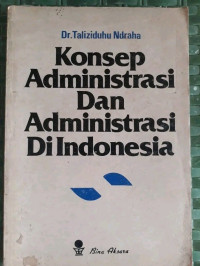 Dr.Taliziduhu Ndraha
Konsep
Administrasi
Dan
Administrasi
Di Indonesia
Bina Aksara